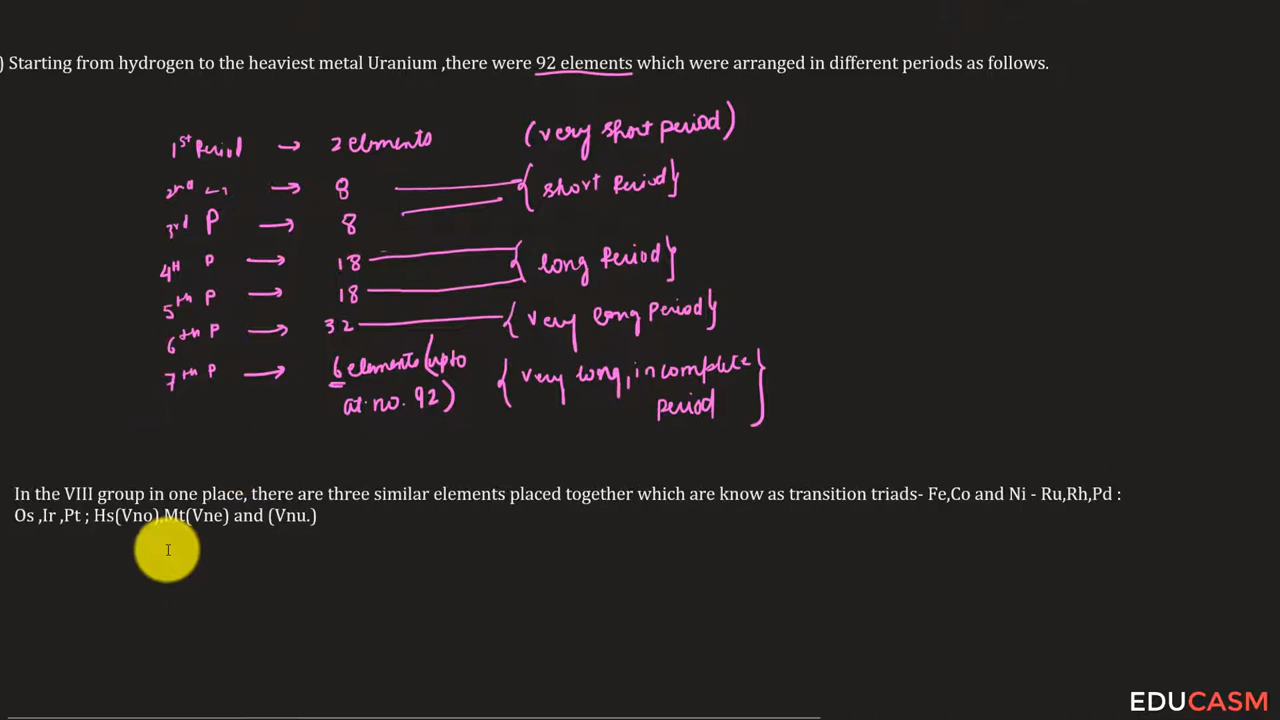 ) Starting from hydrogen to the heaviest metal Uranium ,there were 92 elements which were arranged in different periods as follows.
1st Period → 2 elements (very short period)
2nd → 8 { short Period }
3rd P → 8
4th P → 18 { long Period }
5th P → 18
6th P → 32 { very long Period }
7th P → 6 elements (upto { very long, incomplete
at. no. 92) period }
In the VIII group in one place, there are three similar elements placed together which are know as transition triads- Fe,Co and Ni - Ru,Rh,Pd :
Os ,Ir ,Pt ; Hs(Vno),Mt(Vne) and (Vnu.)
EDUCASM